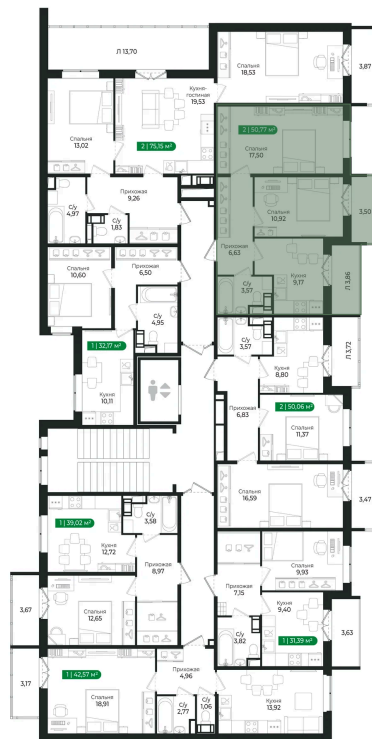 Л 13,70
Кухня-
гостиная
19,53
Спальня
18,53
3,87
Спальня
13,02
2 | 75,15 м²
2 | 50,77 м²
Спальня
17,50
С/у
4,97
С/у
1,83
Прихожая
9,26
Спальня
10,92
3,50
Прихожая
6,63
Спальня
10,60
Прихожая
6,50
С/у
3,57
Кухня
9,17
Л 3,86
С/у
4,95
1 | 32,17 м²
Кухня
10,11
С/у
3,57
Кухня
8,80
Л 3,72
Прихожая
6,83
2 | 50,06 м²
Спальня
11,37
Спальня
16,59
3,47
1 | 39,02 м²
Кухня
12,72
С/у
3,58
Прихожая
8,97
Спальня
9,93
Прихожая
7,15
3,67
Спальня
12,65
Кухня
9,40
С/у
3,82
1 | 31,39 м²
3,63
3,17
1 | 42,57 м²
Спальня
18,91
Прихожая
4,96
С/у
2,77
С/у
1,06
Кухня
13,92